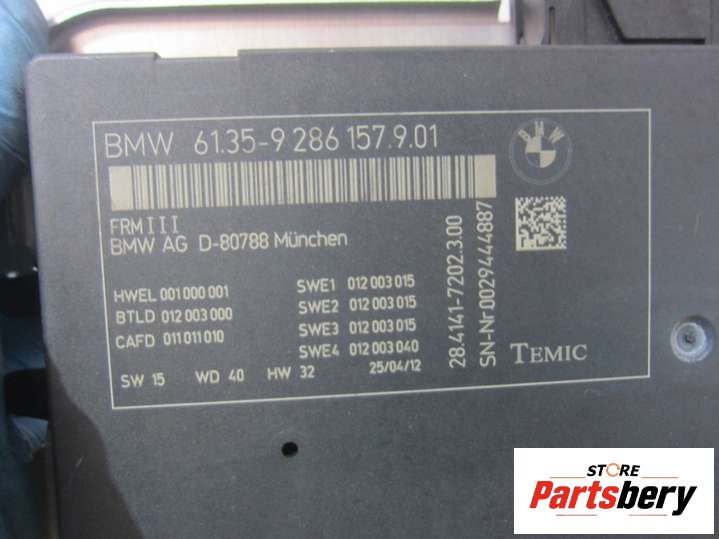 BMW 61.35-9 286 157.9.01
BMW
FRMIII
BMW AG D-80788 München
HWEL 001 000 001
BTLD 012 003 000
CAFD 011 011 010
SWE1 012 003 015
SWE2 012 003 015
SWE3 012 003 015
SWE4 012 003 040
SW 15 WD 40 HW 32 25/04/12
28.4141-7202.3.00
SN-Nr 0029444887
TEMIC
STORE
Partsbery